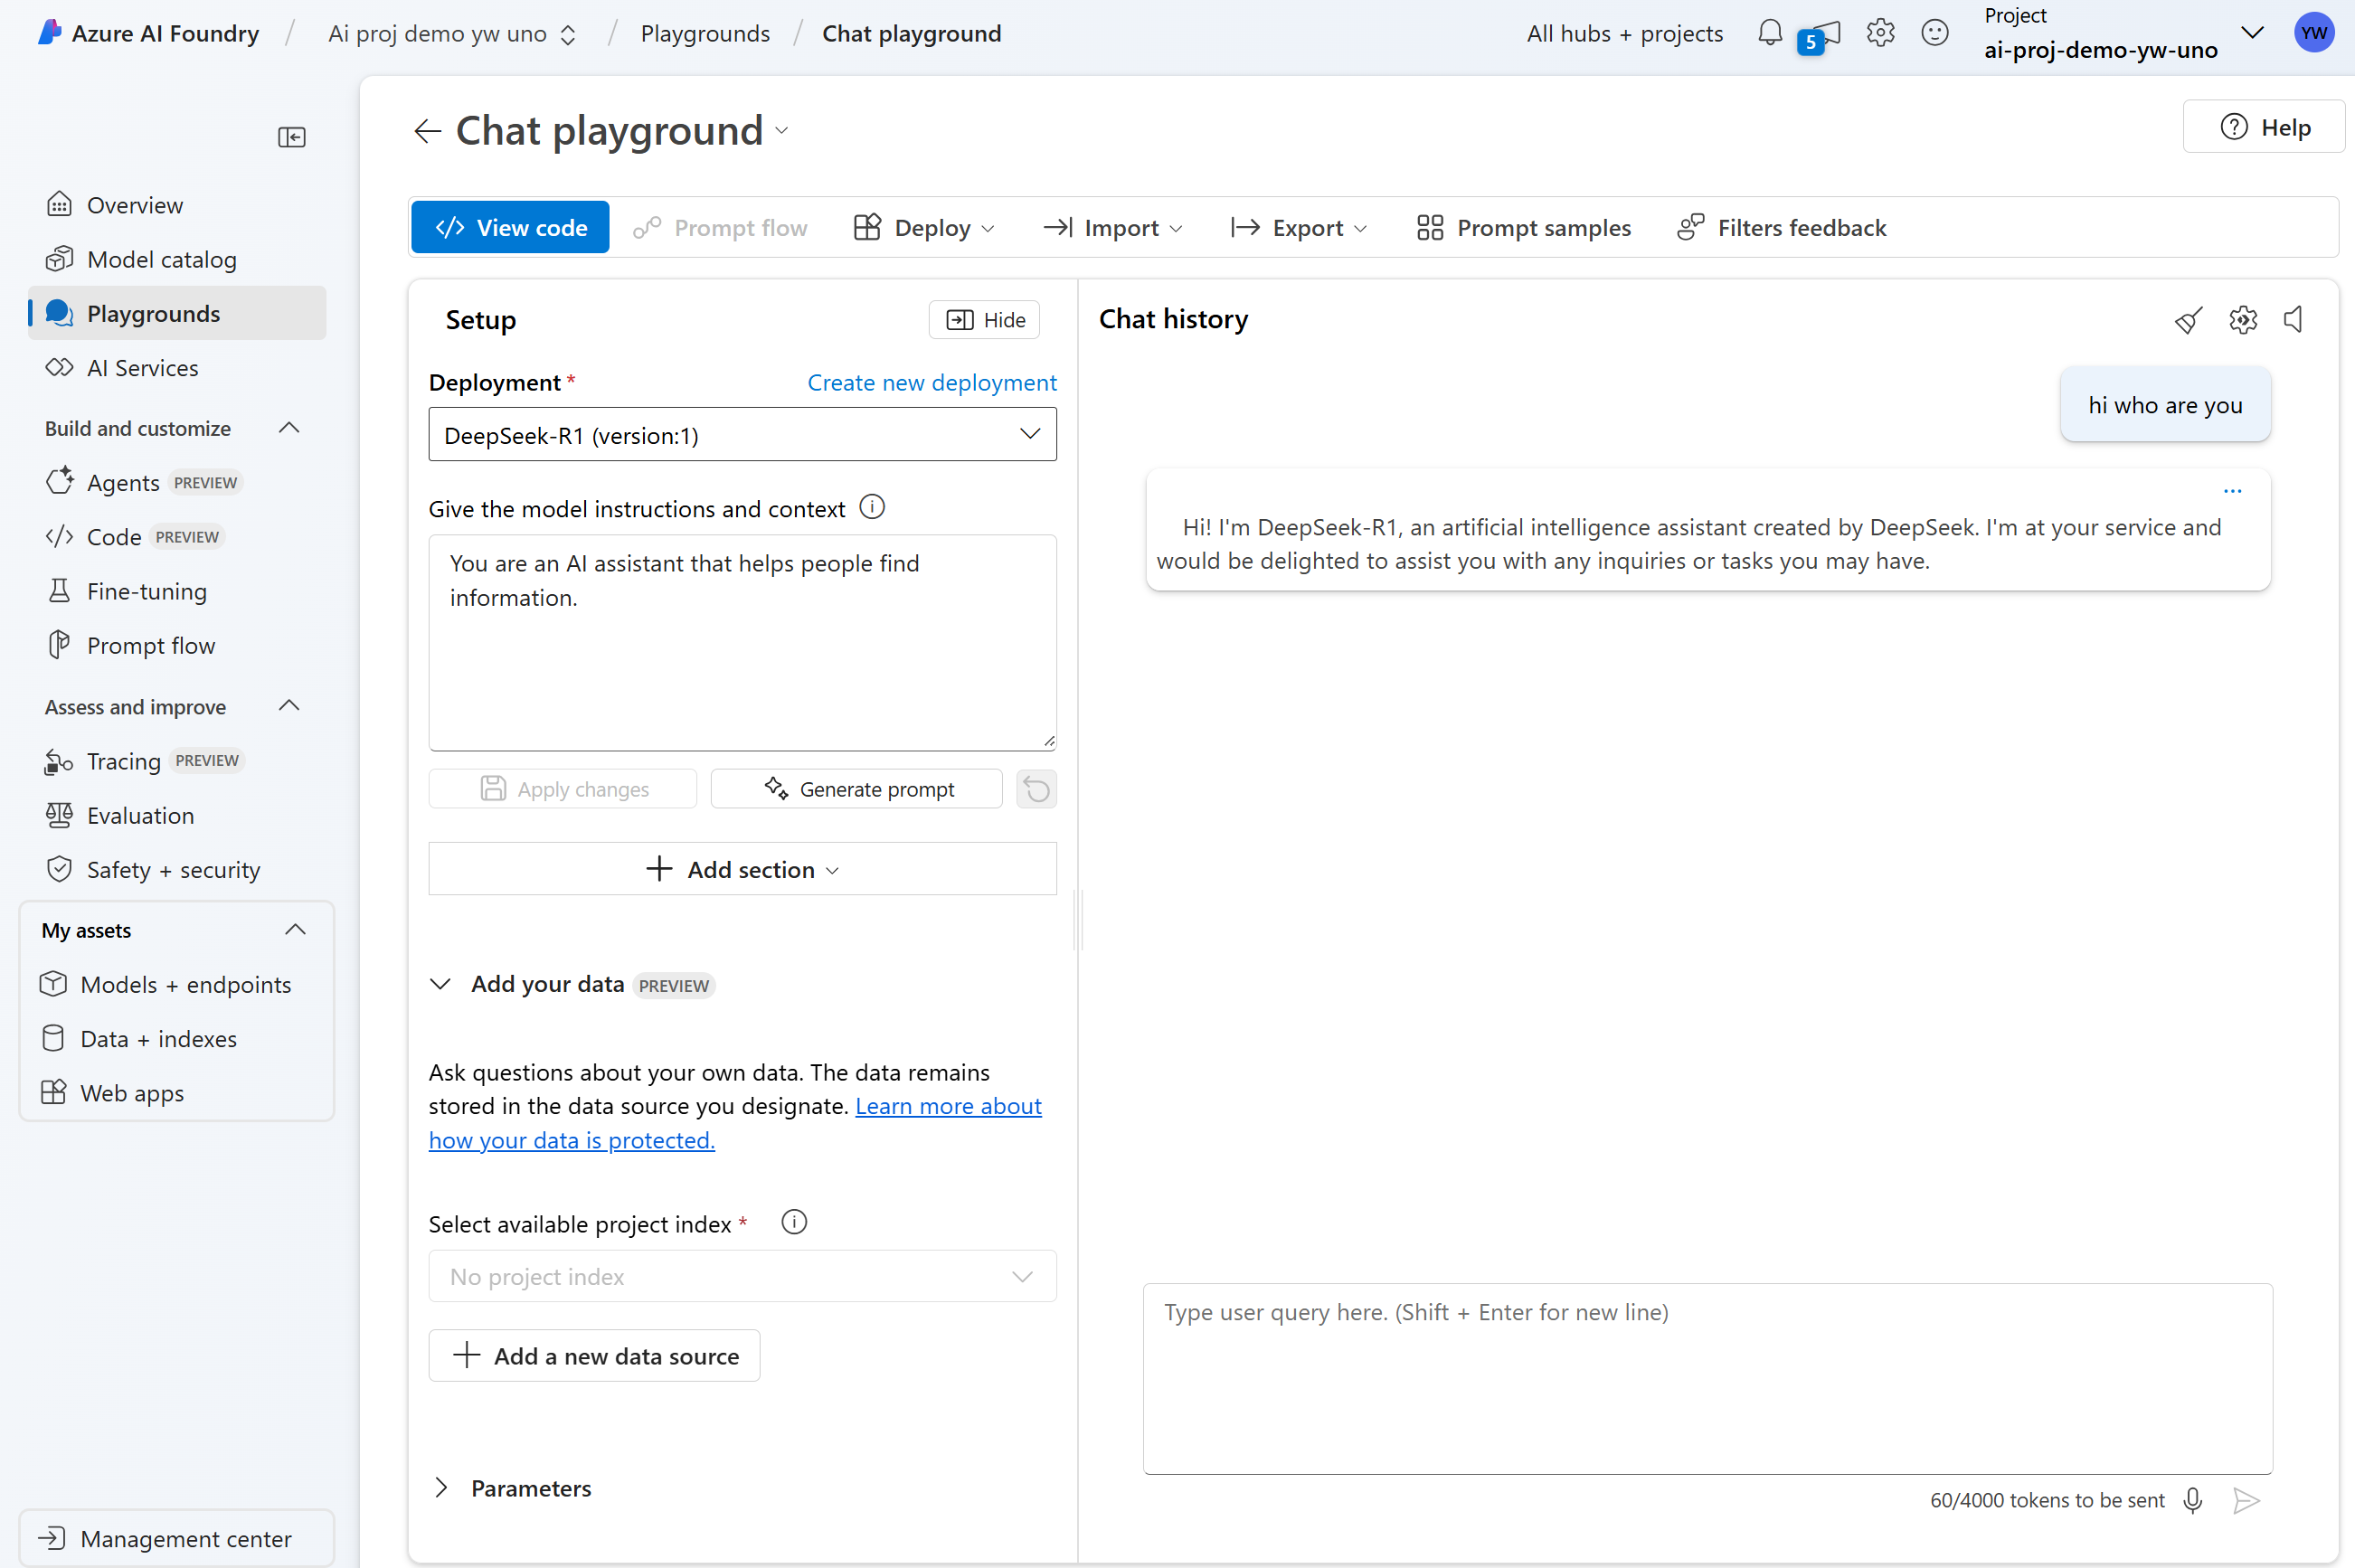 Azure AI Foundry / Ai proj demo yw uno / Playgrounds / Chat playground
All hubs + projects
5
Project
ai-proj-demo-yw-uno
YW
Overview
Model catalog
Playgrounds
AI Services
Build and customize
Agents PREVIEW
Code PREVIEW
Fine-tuning
Prompt flow
Assess and improve
Tracing PREVIEW
Evaluation
Safety + security
My assets
Models + endpoints
Data + indexes
Web apps
Management center
Chat playground
Help
View code
Prompt flow
Deploy
Import
Export
Prompt samples
Filters feedback
Setup
Hide
Deployment *
Create new deployment
DeepSeek-R1 (version:1)
Give the model instructions and context
You are an AI assistant that helps people find
information.
Apply changes
Generate prompt
Add section
Add your data PREVIEW
Ask questions about your own data. The data remains
stored in the data source you designate. Learn more about
how your data is protected.
Select available project index *
No project index
Add a new data source
Parameters
Chat history
hi who are you
Hi! I'm DeepSeek-R1, an artificial intelligence assistant created by DeepSeek. I'm at your service and
would be delighted to assist you with any inquiries or tasks you may have.
Type user query here. (Shift + Enter for new line)
60/4000 tokens to be sent